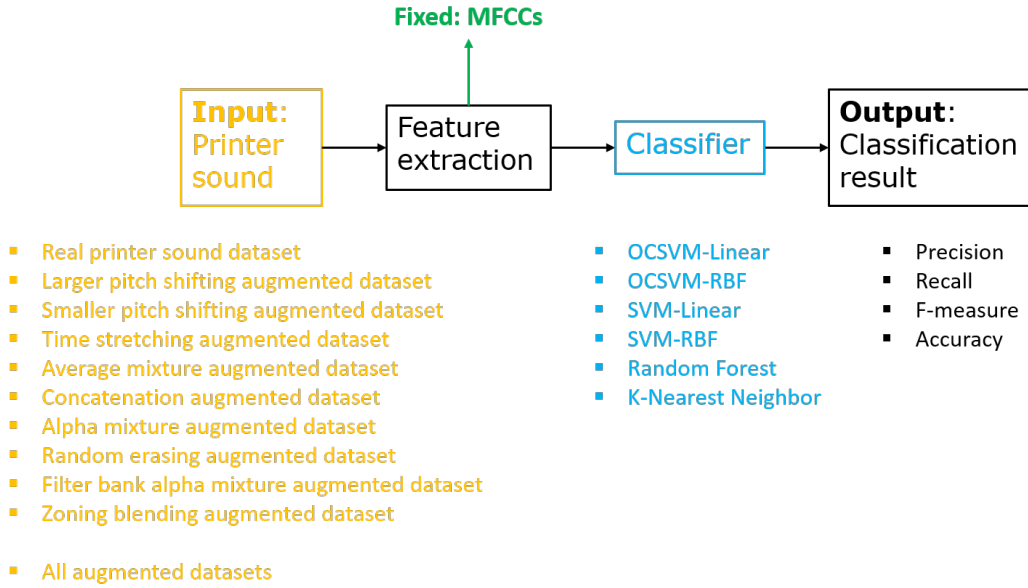 Fixed: MFCCs
Input:
Printer
sound
Feature
extraction
Classifier
Output:
Classification
result
Real printer sound dataset
Larger pitch shifting augmented dataset
Smaller pitch shifting augmented dataset
Time stretching augmented dataset
Average mixture augmented dataset
Concatenation augmented dataset
Alpha mixture augmented dataset
Random erasing augmented dataset
Filter bank alpha mixture augmented dataset
Zoning blending augmented dataset
All augmented datasets
OCSVM-Linear
OCSVM-RBF
SVM-Linear
SVM-RBF
Random Forest
K-Nearest Neighbor
Precision
Recall
F-measure
Accuracy